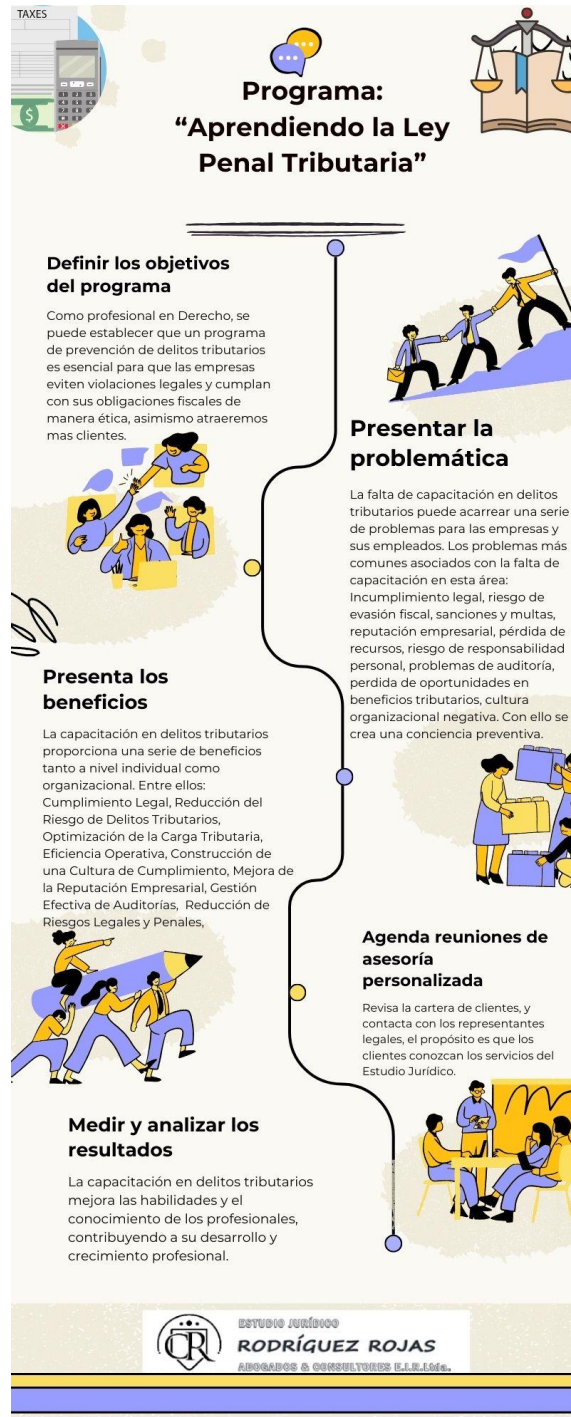 TAXES
Programa:
“Aprendiendo la Ley
Penal Tributaria”
Definir los objetivos
del programa
Como profesional en Derecho, se
puede establecer que un programa
de prevención de delitos tributarios
es esencial para que las empresas
eviten violaciones legales y cumplan
con sus obligaciones fiscales de
manera ética, asimismo atraeremos
mas clientes.
Presentar la
problemática
La falta de capacitación en delitos
tributarios puede acarrear una serie
de problemas para las empresas y
sus empleados. Los problemas más
comunes asociados con la falta de
capacitación en esta área:
Incumplimiento legal, riesgo de
evasión fiscal, sanciones y multas,
reputación empresarial, pérdida de
recursos, riesgo de responsabilidad
personal, problemas de auditoría,
perdida de oportunidades en
beneficios tributarios, cultura
organizacional negativa. Con ello se
crea una conciencia preventiva.
Presenta los
beneficios
La capacitación en delitos tributarios
proporciona una serie de beneficios
tanto a nivel individual como
organizacional. Entre ellos:
Cumplimiento Legal, Reducción del
Riesgo de Delitos Tributarios,
Optimización de la Carga Tributaria,
Eficiencia Operativa, Construcción de
una Cultura de Cumplimiento, Mejora de
la Reputación Empresarial, Gestión
Efectiva de Auditorías, Reducción de
Riesgos Legales y Penales,
Agenda reuniones de
asesoría
personalizada
Revisa la cartera de clientes, y
contacta con los representantes
legales, el propósito es que los
clientes conozcan los servicios del
Estudio Jurídico.
Medir y analizar los
resultados
La capacitación en delitos tributarios
mejora las habilidades y el
conocimiento de los profesionales,
contribuyendo a su desarrollo y
crecimiento profesional.
CR
ESTUDIO JURÍDICO
RODRÍGUEZ ROJAS
ABOGADOS & CONSULTORES E.I.R.Ltda.